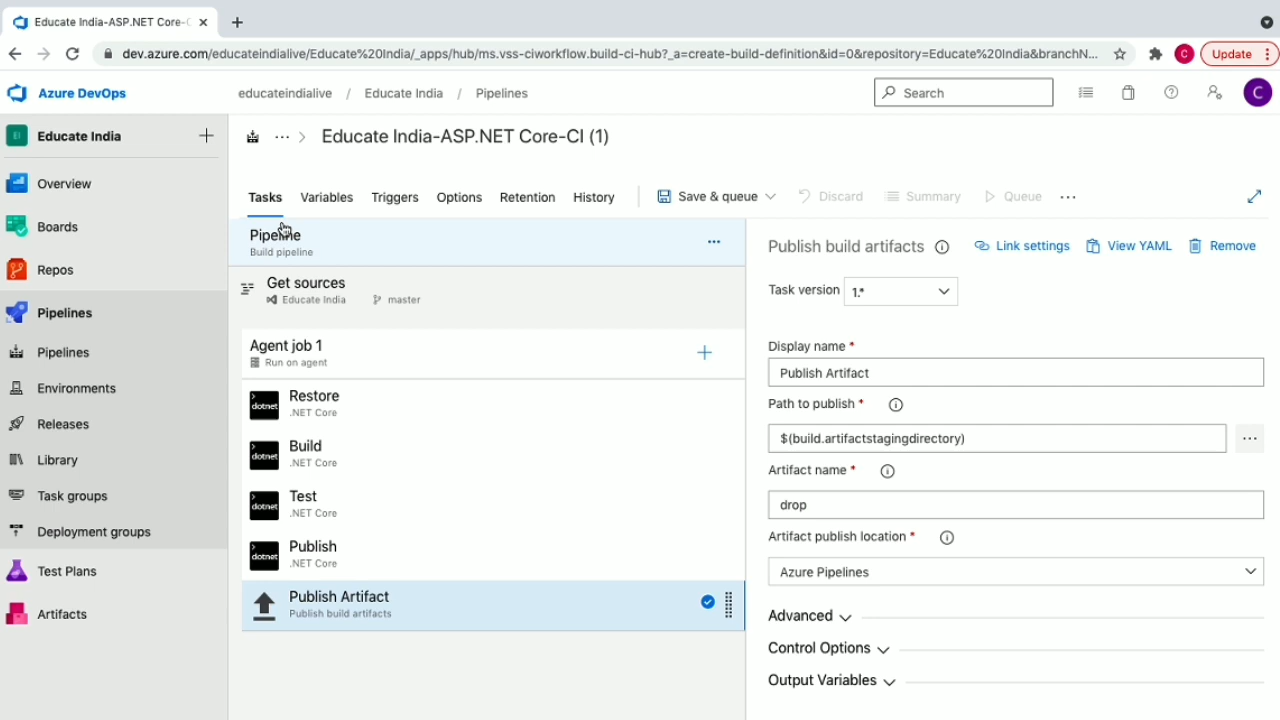 Educate India-ASP.NET Core-C
dev.azure.com/educateindialive/Educate%20India/_apps/hub/ms.vss-ciworkflow.build-ci-hub?_a=create-build-definition&id=0&repository=Educate%20India&branchN...
C
Update
Azure DevOps
educateindialive / Educate India / Pipelines
Search
C
Educate India
Overview
Boards
Repos
Pipelines
Pipelines
Environments
Releases
Library
Task groups
Deployment groups
Test Plans
Artifacts
Educate India-ASP.NET Core-CI (1)
Tasks Variables Triggers Options Retention History Save & queue Discard Summary Queue ...
Pipeline
Build pipeline
Get sources
Educate India master
Agent job 1
Run on agent
dotnet
Restore
.NET Core
dotnet
Build
.NET Core
dotnet
Test
.NET Core
dotnet
Publish
.NET Core
Publish Artifact
Publish build artifacts
Publish build artifacts Link settings View YAML Remove
Task version 1.*
Display name *
Publish Artifact
Path to publish *
$(build.artifactstagingdirectory)
Artifact name *
drop
Artifact publish location *
Azure Pipelines
Advanced
Control Options
Output Variables